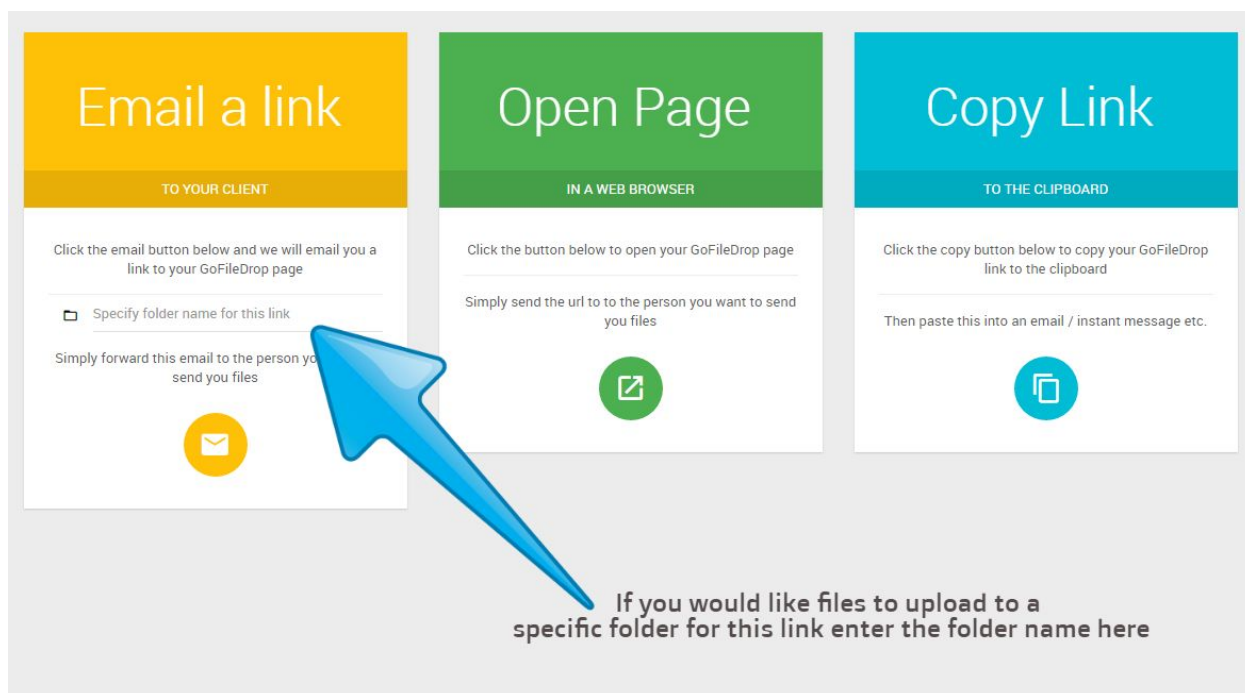 Email a link
TO YOUR CLIENT
Click the email button below and we will email you a
link to your GoFileDrop page
Specify folder name for this link
Simply forward this email to the person
send you files
Open Page
IN A WEB BROWSER
Click the button below to open your GoFileDrop page
Simply send the url to to the person you want to send
you files
Copy Link
TO THE CLIPBOARD
Click the copy button below to copy your GoFileDrop
link to the clipboard
Then paste this into an email / instant message etc.
If you would like files to upload to a
specific folder for this link enter the folder name here